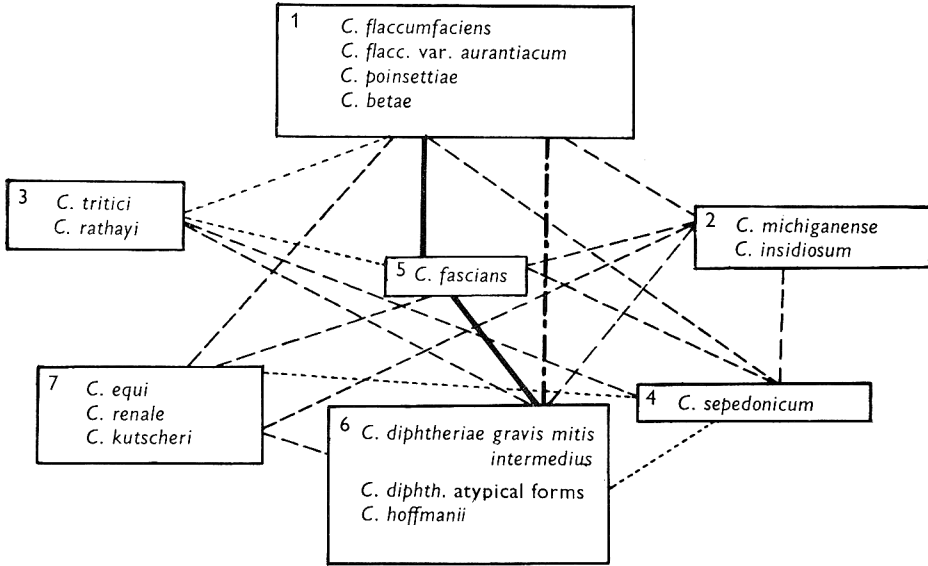 1
C. flaccumfaciens
C. flacc. var. aurantiacum
C. poinsettiae
C. betae
3
C. tritici
C. rathayi
2
C. michiganense
C. insidiosum
5 C. fascians
7
C. equi
C. renale
C. kutscheri
4
C. sepedonicum
6
C. diphtheriae gravis mitis
intermedius
C. diphth. atypical forms
C. hoffmanii